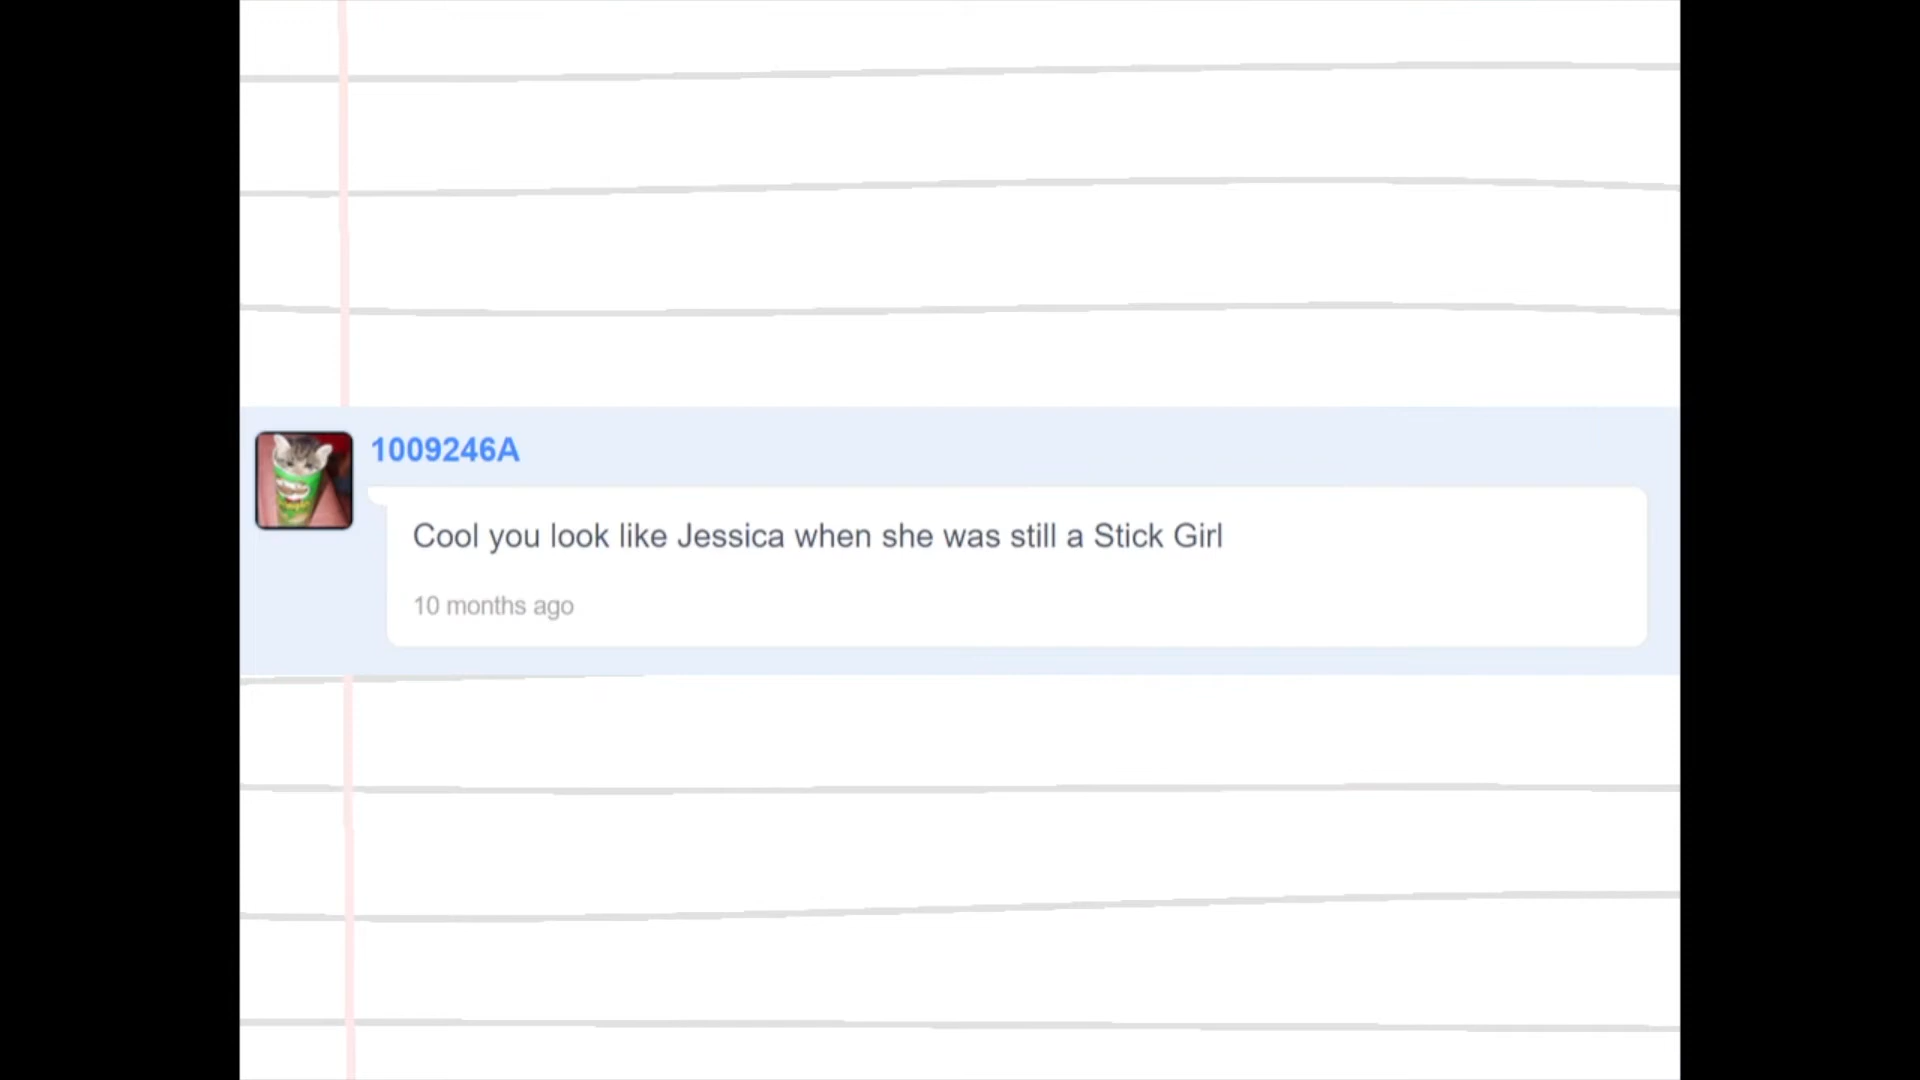 1009246A
Cool you look like Jessica when she was still a Stick Girl
10 months ago